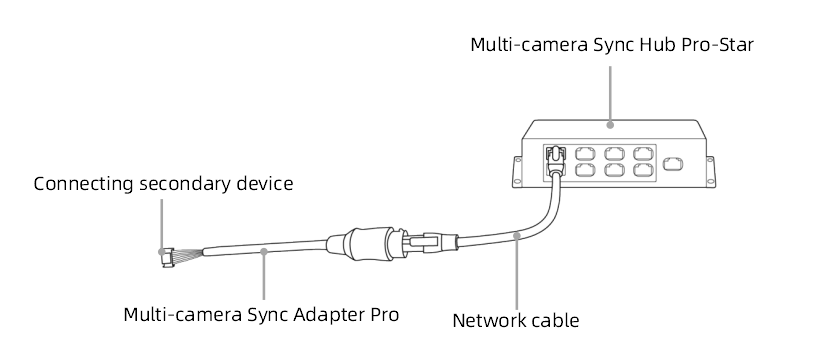 Multi-camera Sync Hub Pro-Star
Connecting secondary device
Multi-camera Sync Adapter Pro
Network cable